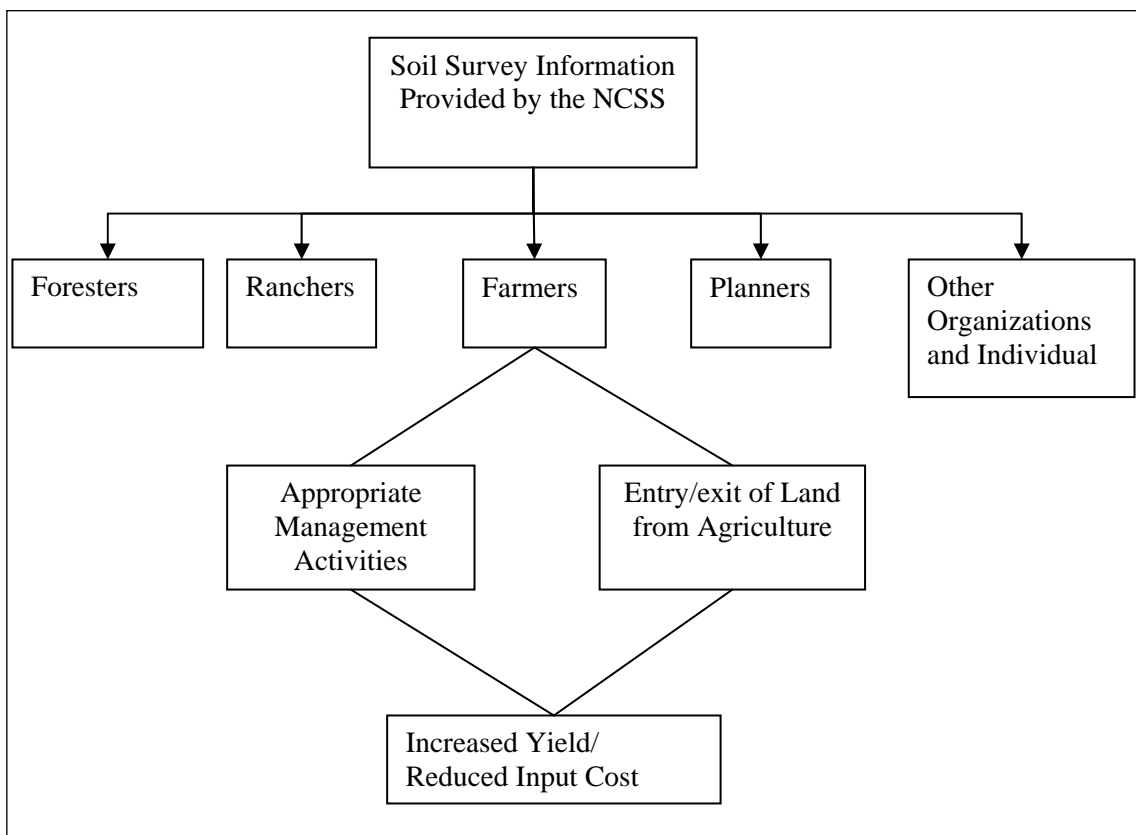 Soil Survey Information
Provided by the NCSS
Foresters
Ranchers
Farmers
Planners
Other
Organizations
and Individual
Appropriate
Management
Activities
Entry/exit of Land
from Agriculture
Increased Yield/
Reduced Input Cost